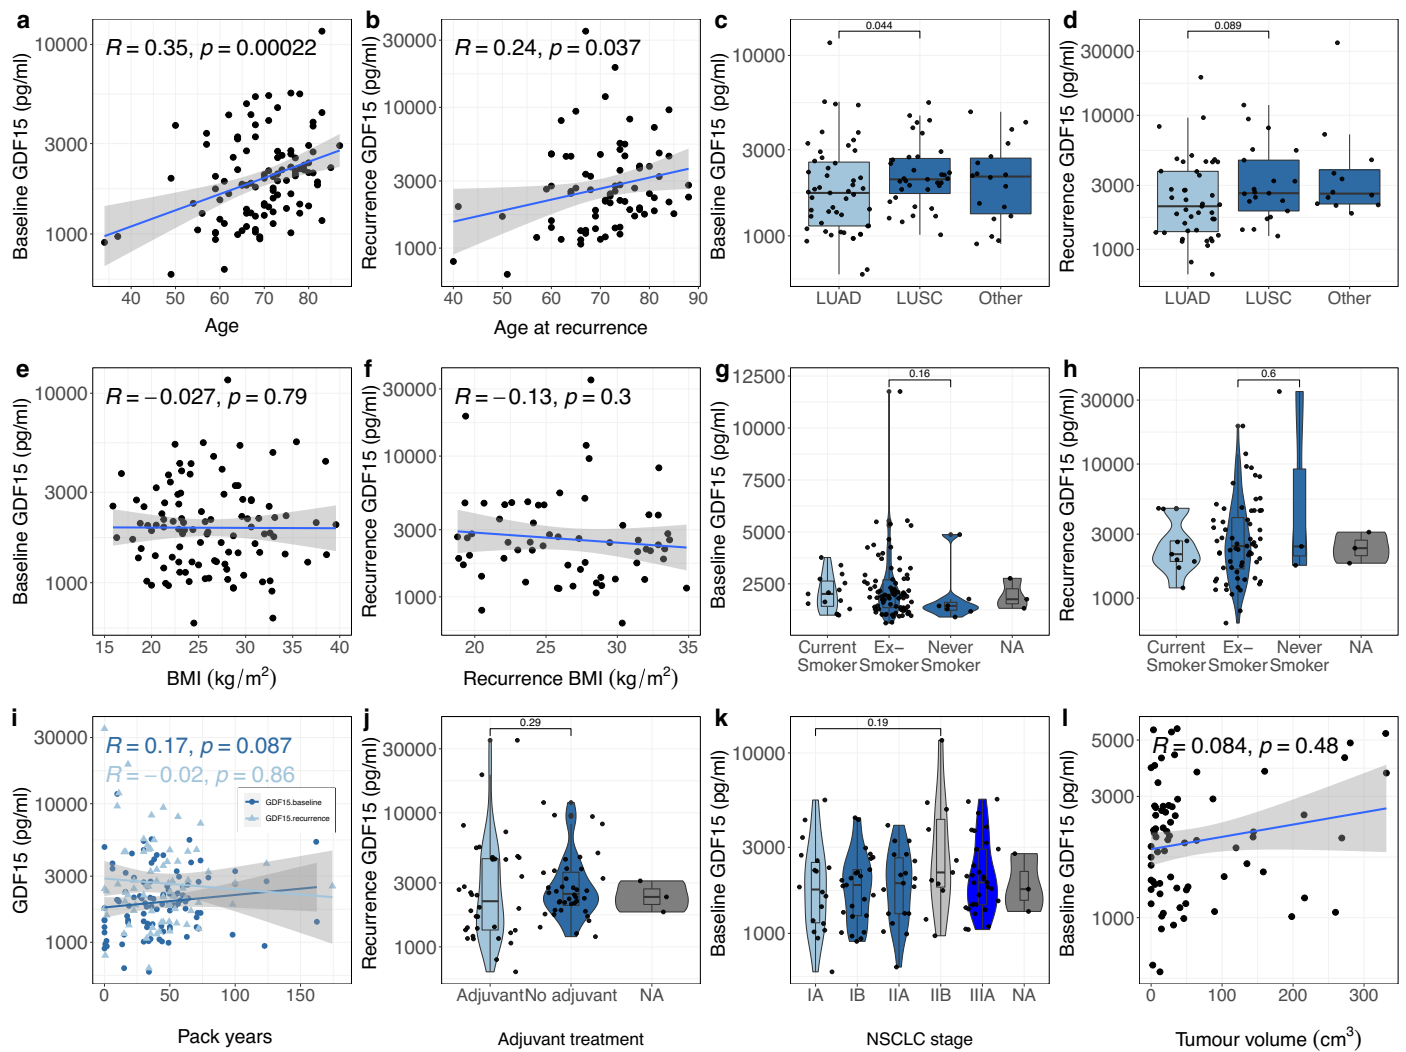 a
R = 0.35, p = 0.00022
Baseline GDF15 (pg/ml)
10000
3000
1000
40 50 60 70 80
Age
b
R = 0.24, p = 0.037
Recurrence GDF15 (pg/ml)
30000
10000
3000
1000
40 50 60 70 80 90
Age at recurrence
c
0.044
Baseline GDF15 (pg/ml)
10000
3000
1000
LUAD LUSC Other
d
0.089
Recurrence GDF15 (pg/ml)
30000
10000
3000
1000
LUAD LUSC Other
e
R = −0.027, p = 0.79
Baseline GDF15 (pg/ml)
10000
3000
1000
15 20 25 30 35 40
BMI (kg/m²)
f
R = −0.13, p = 0.3
Recurrence GDF15 (pg/ml)
30000
10000
3000
1000
20 25 30 35
Recurrence BMI (kg/m²)
g
0.16
Baseline GDF15 (pg/ml)
12500
10000
7500
5000
2500
Current Ex− Never NA
Smoker Smoker Smoker
h
0.6
Recurrence GDF15 (pg/ml)
30000
10000
3000
1000
Current Ex− Never NA
Smoker Smoker Smoker
i
R = 0.17, p = 0.087
R = −0.02, p = 0.86
GDF15.baseline
GDF15.recurrence
GDF15 (pg/ml)
30000
10000
3000
1000
0 50 100 150
Pack years
j
0.29
Recurrence GDF15 (pg/ml)
30000
10000
3000
1000
Adjuvant No adjuvant NA
Adjuvant treatment
k
0.19
Baseline GDF15 (pg/ml)
10000
3000
1000
IA IB IIA IIB IIIA NA
NSCLC stage
l
R = 0.084, p = 0.48
Baseline GDF15 (pg/ml)
5000
3000
1000
0 100 200 300
Tumour volume (cm³)